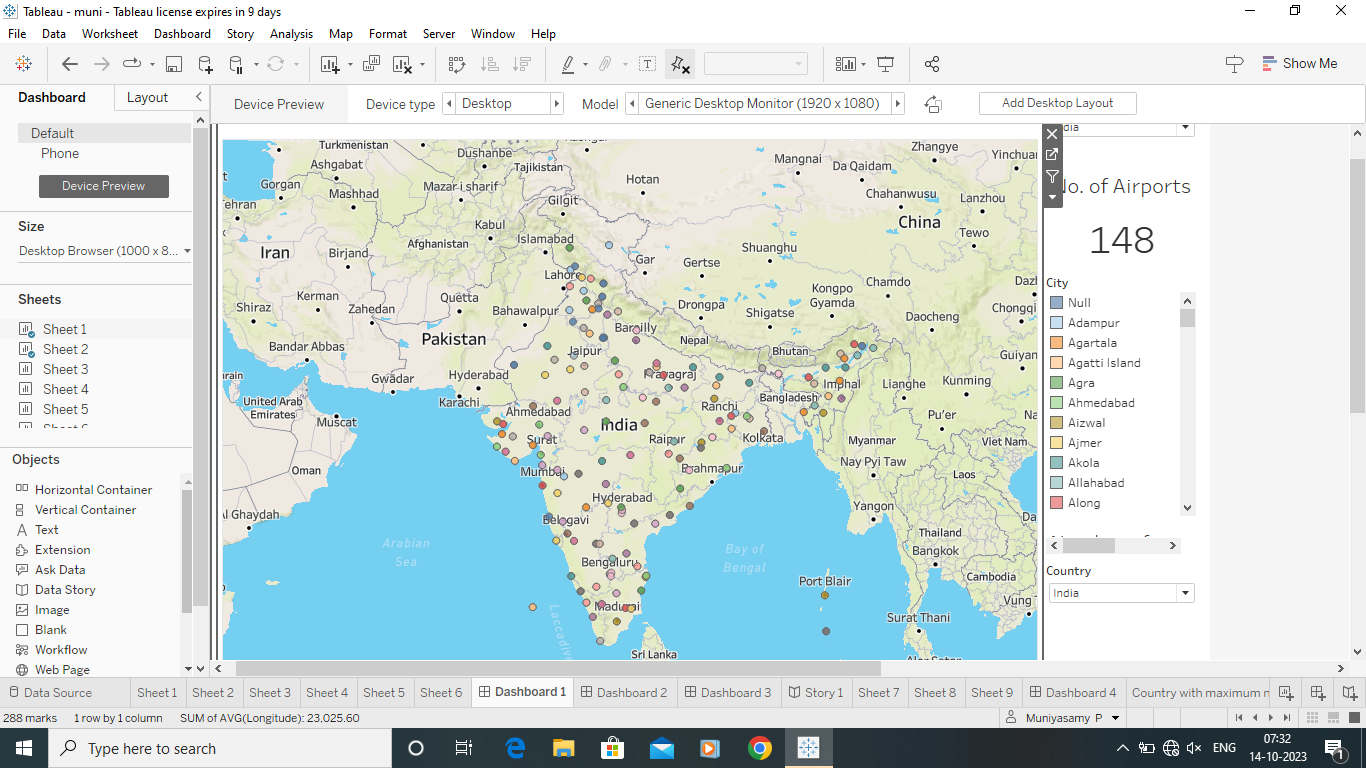 Tableau - muni - Tableau license expires in 9 days
File Data Worksheet Dashboard Story Analysis Map Format Server Window Help
Show Me
Dashboard Layout
Device Preview Device type Desktop Model Generic Desktop Monitor (1920 x 1080) Add Desktop Layout
Default
Phone
Device Preview
Size
Desktop Browser (1000 x 8...
Sheets
Sheet 1
Sheet 2
Sheet 3
Sheet 4
Sheet 5
Objects
Horizontal Container
Vertical Container
Text
Extension
Ask Data
Data Story
Image
Blank
Workflow
Web Page
Turkmenistan
Dushanbe
Zhangye
Yinchua
Ashgabat
Tajikistan
Mangnai
Da Qaidam
Gorgan
Mashhad
Mazar-i sharif
Hotan
Chahanwusu
Lanzhou
Tehran
Gilgit
China
Kabul
Tewo
Iran
Birjand
Afghanistan
Islamabad
Shuanghu
Gar
Gertse
Lahore
Chamdo
Kerman
Quetta
Kongpo
Gyamda
Shiraz
Zahedan
Bahawalpur
Drongpa
Shigatse
Daocheng
Chongqi
Bareilly
Pakistan
Nepal
Bandar Abbas
Jaipur
Bhutan
Guiyan
Gwādar
Hyderabad
Prayagraj
Imphal
Lianghe
Kunming
Karachi
Bangladesh
United Arab
Emirates
Muscat
Ahmedabad
India
Ranchi
Pu'er
Surat
Raipur
Kolkata
Myanmar
Viet Nam
Oman
Mumbai
Brahmapur
Nay Pyi Taw
Laos
Hyderabad
Al Ghaydah
Belagavi
Yangon
Thailand
Arabian
Sea
Bay of
Bengal
Bengaluru
Bangkok
Port Blair
Cambodia
Madurai
Vung
Laccadive
Surat Thani
Sri Lanka
No. of Airports
148
City
Null
Adampur
Agartala
Agatti Island
Agra
Ahmedabad
Aizwal
Ajmer
Akola
Allahabad
Along
Country
India
Data Source Sheet 1 Sheet 2 Sheet 3 Sheet 4 Sheet 5 Sheet 6 Dashboard 1 Dashboard 2 Dashboard 3 Story 1 Sheet 7 Sheet 8 Sheet 9 Dashboard 4 Country with maximum n
288 marks 1 row by 1 column SUM of AVG(Longitude): 23,025.60 Muniyasamy P
Type here to search
ENG
07:32
14-10-2023
1